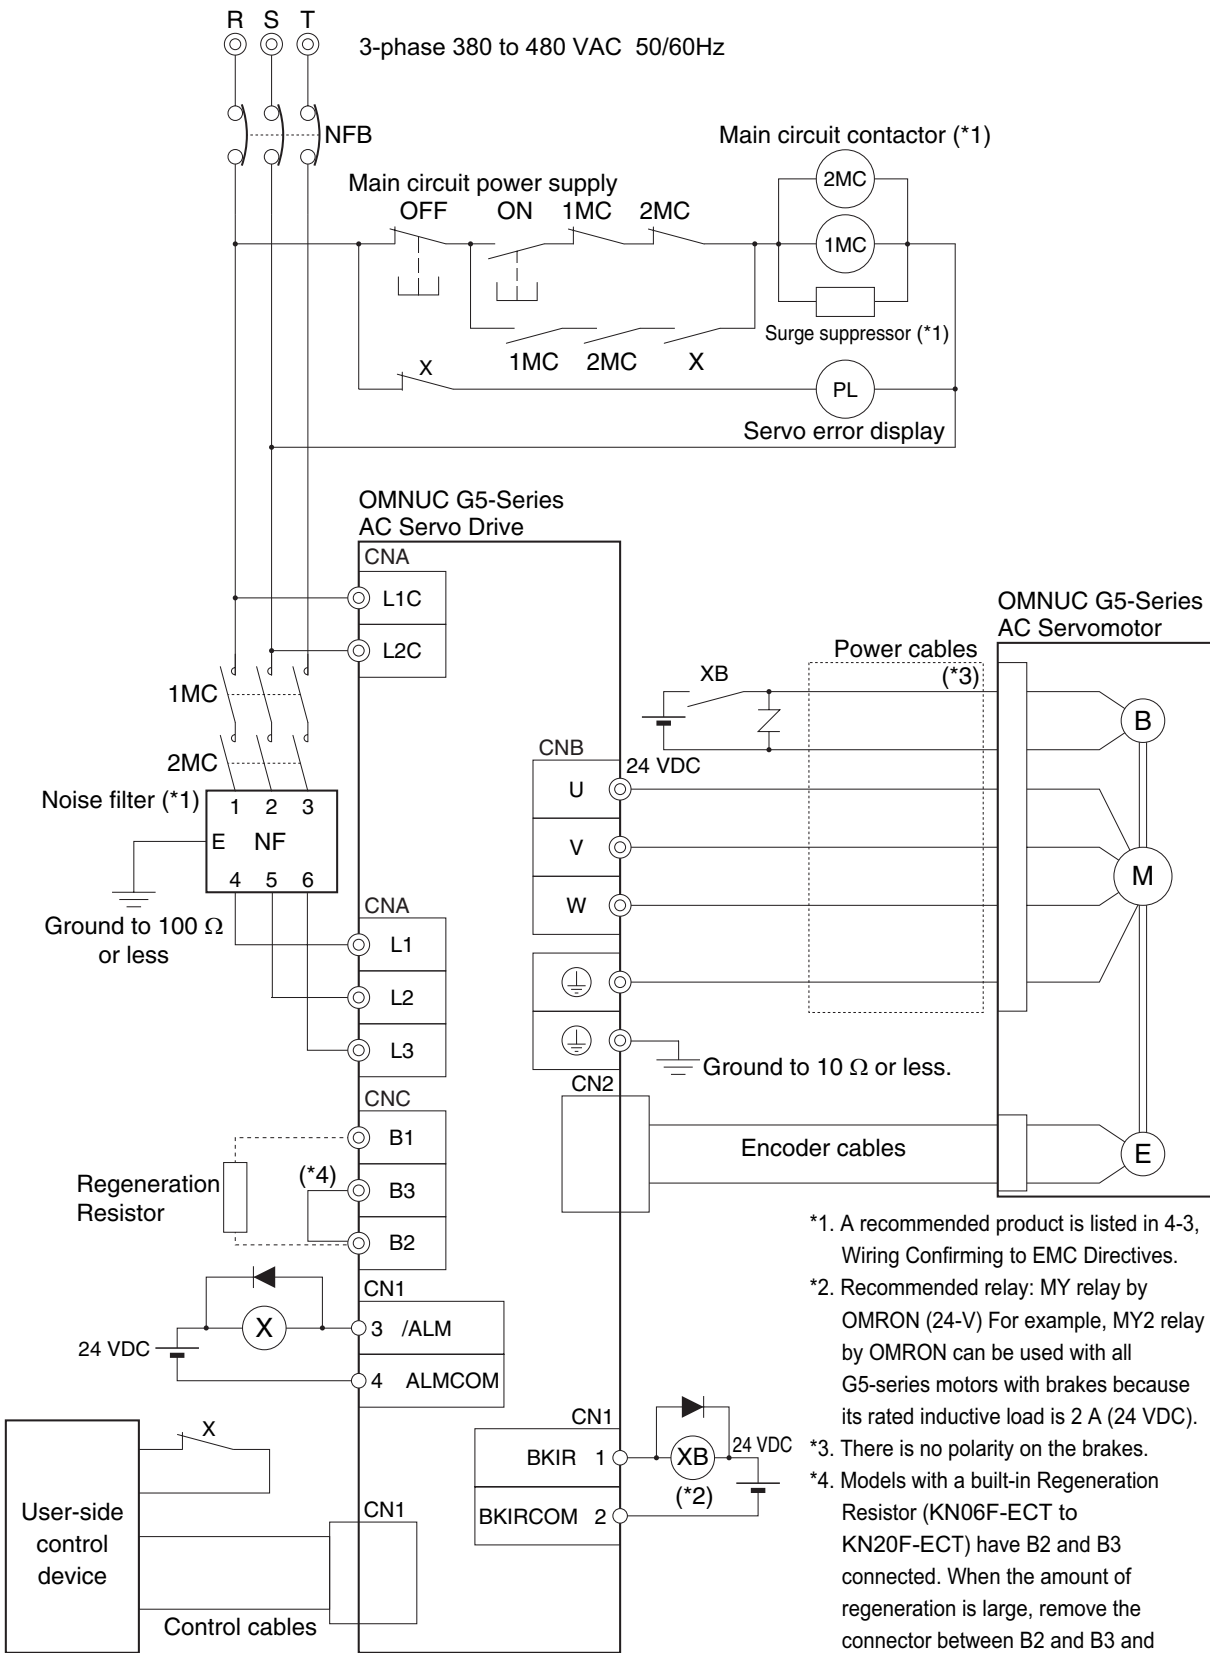 R S T
3-phase 380 to 480 VAC 50/60Hz
NFB
Main circuit contactor (*1)
2MC
Main circuit power supply
OFF ON 1MC 2MC
1MC
Surge suppressor (*1)
1MC 2MC X
X
PL
Servo error display
OMNUC G5-Series
AC Servo Drive
CNA
L1C
L2C
OMNUC G5-Series
AC Servomotor
Power cables
(*3)
XB
1MC
B
2MC
CNB
24 VDC
Noise filter (*1)
1 2 3
E NF
4 5 6
U
V
W
M
Ground to 100 Ω
or less
CNA
L1
L2
L3
Ground to 10 Ω or less.
CN2
CNC
B1
Encoder cables
E
Regeneration
Resistor
(*4)
B3
B2
*1. A recommended product is listed in 4-3,
Wiring Confirming to EMC Directives.
*2. Recommended relay: MY relay by
OMRON (24-V) For example, MY2 relay
by OMRON can be used with all
G5-series motors with brakes because
its rated inductive load is 2 A (24 VDC).
*3. There is no polarity on the brakes.
*4. Models with a built-in Regeneration
Resistor (KN06F-ECT to
KN20F-ECT) have B2 and B3
connected. When the amount of
regeneration is large, remove the
connector between B2 and B3 and
CN1
X
3 /ALM
24 VDC
4 ALMCOM
X
CN1
BKIR 1
XB
24 VDC
(*2)
BKIRCOM 2
User-side
control
device
CN1
Control cables